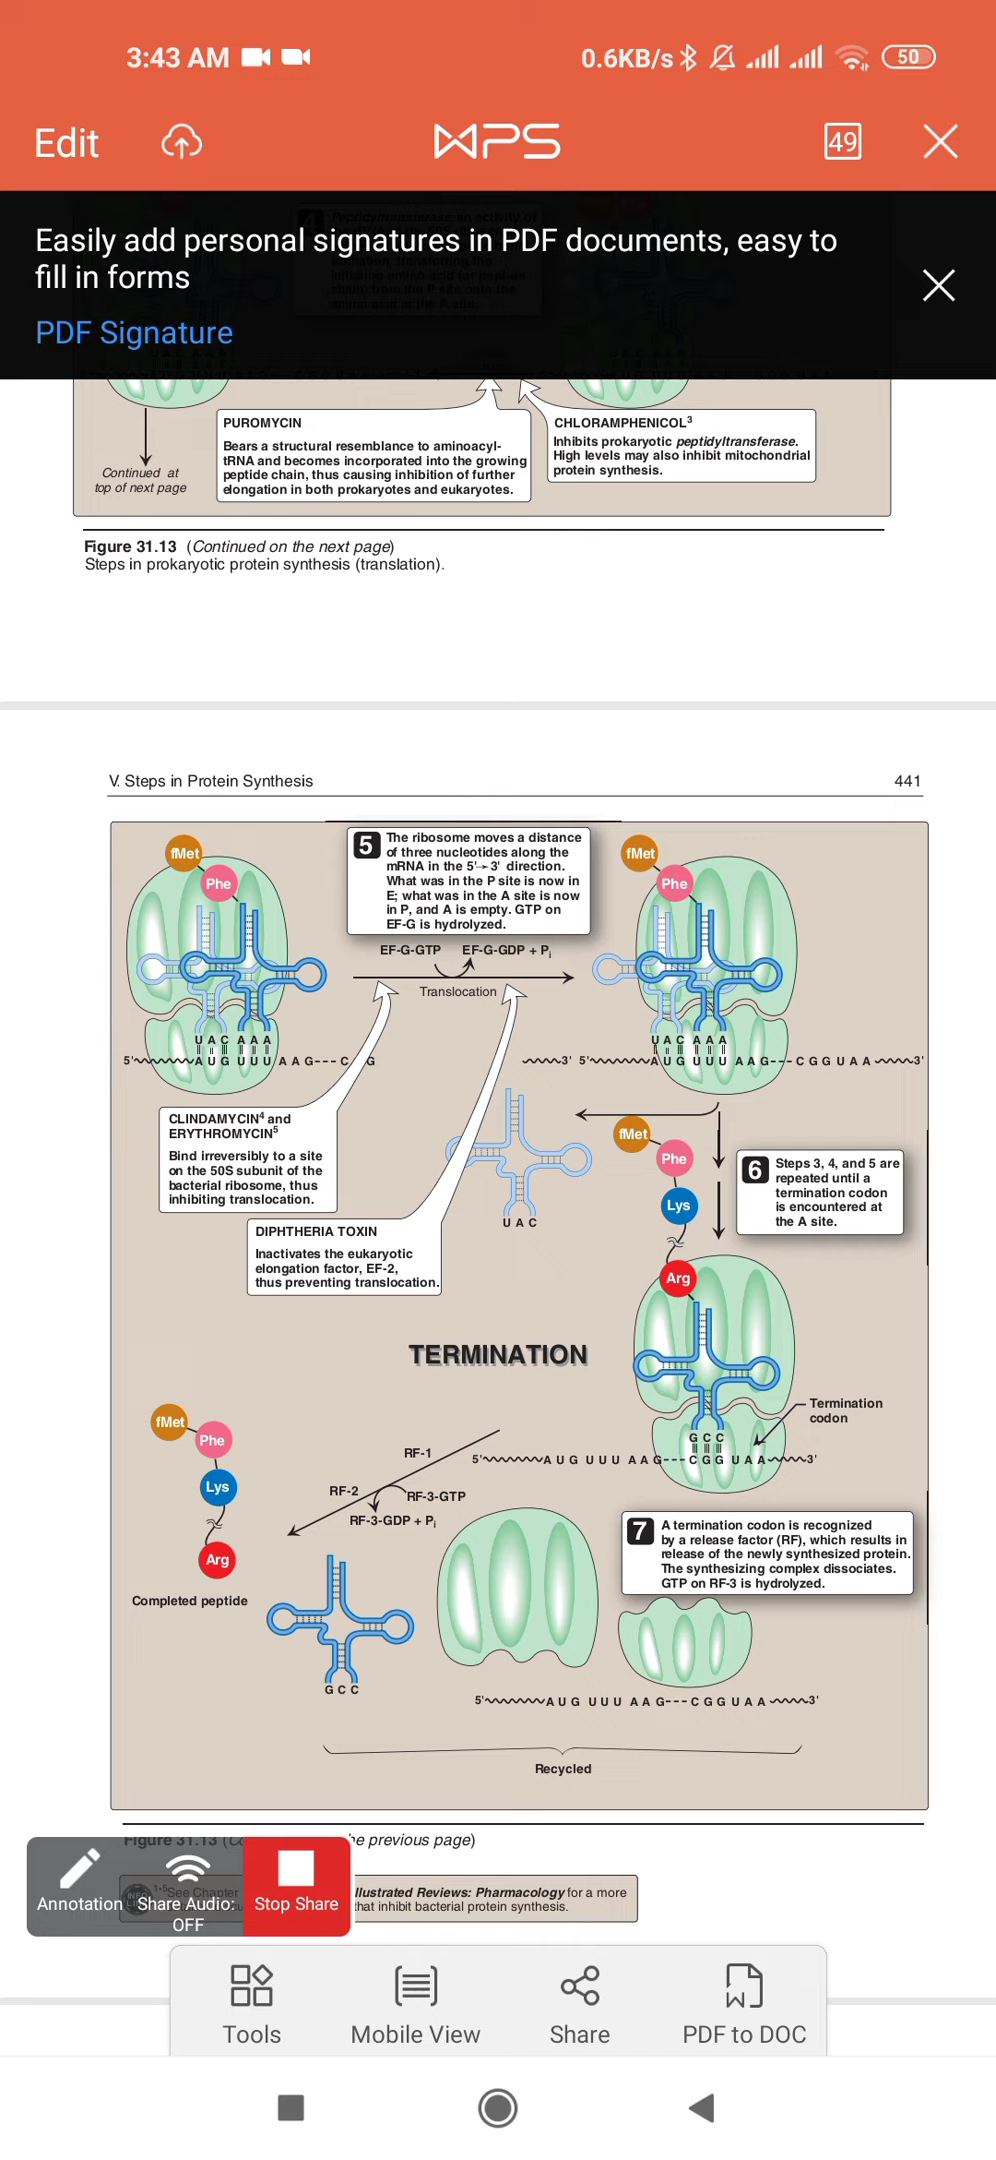 3:43 AM
0.6KB/s
50
Edit
WPS
49
Easily add personal signatures in PDF documents, easy to
fill in forms
PDF Signature
PUROMYCIN
Bears a structural resemblance to aminoacyl-
tRNA and becomes incorporated into the growing
peptide chain, thus causing inhibition of further
elongation in both prokaryotes and eukaryotes.
CHLORAMPHENICOL3
Inhibits prokaryotic peptidyltransferase.
High levels may also inhibit mitochondrial
protein synthesis.
Continued at
top of next page
Figure 31.13 (Continued on the next page)
Steps in prokaryotic protein synthesis (translation).
V. Steps in Protein Synthesis
441
fMet
Phe
5
The ribosome moves a distance
of three nucleotides along the
mRNA in the 5'→3' direction.
What was in the P site is now in
E; what was in the A site is now
in P, and A is empty. GTP on
EF-G is hydrolyzed.
fMet
Phe
EF-G-GTP EF-G-GDP + Pi
Translocation
U A C A A A
5' A U G U U U A A G---C G
3'
U A C A A A
5' A U G U U U A A G---C G G U A A 3'
CLINDAMYCIN4 and
ERYTHROMYCIN5
Bind irreversibly to a site
on the 50S subunit of the
bacterial ribosome, thus
inhibiting translocation.
U A C
fMet
Phe
Lys
Arg
6
Steps 3, 4, and 5 are
repeated until a
termination codon
is encountered at
the A site.
DIPHTHERIA TOXIN
Inactivates the eukaryotic
elongation factor, EF-2,
thus preventing translocation.
TERMINATION
Termination
codon
G C C
5' A U G U U U A A G---C G G U A A 3'
fMet
Phe
Lys
Arg
Completed peptide
RF-1
RF-2
RF-3-GTP
RF-3-GDP + Pi
7
A termination codon is recognized
by a release factor (RF), which results in
release of the newly synthesized protein.
The synthesizing complex dissociates.
GTP on RF-3 is hydrolyzed.
G C C
5' A U G U U U A A G---C G G U A A 3'
Recycled
Figure 31.13 (Co he previous page)
1-5See Chapter llustrated Reviews: Pharmacology for a more
that inhibit bacterial protein synthesis.
Annotation
Share Audio:
OFF
Stop Share
Tools
Mobile View
Share
PDF to DOC